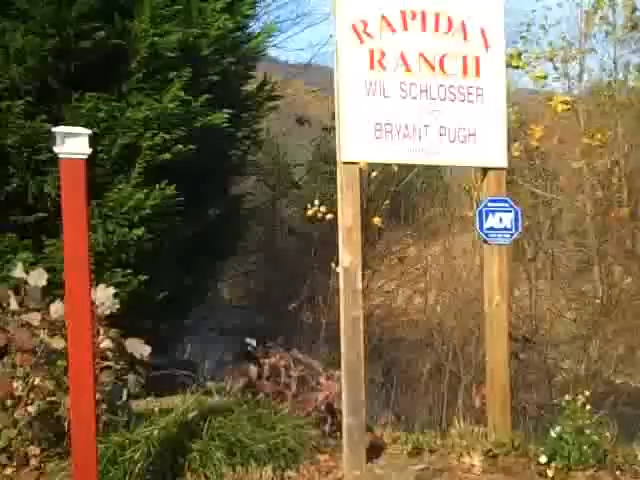 RAPIDAN
RANCH
WIL SCHLOSSER
BRYANT PUGH
ADT